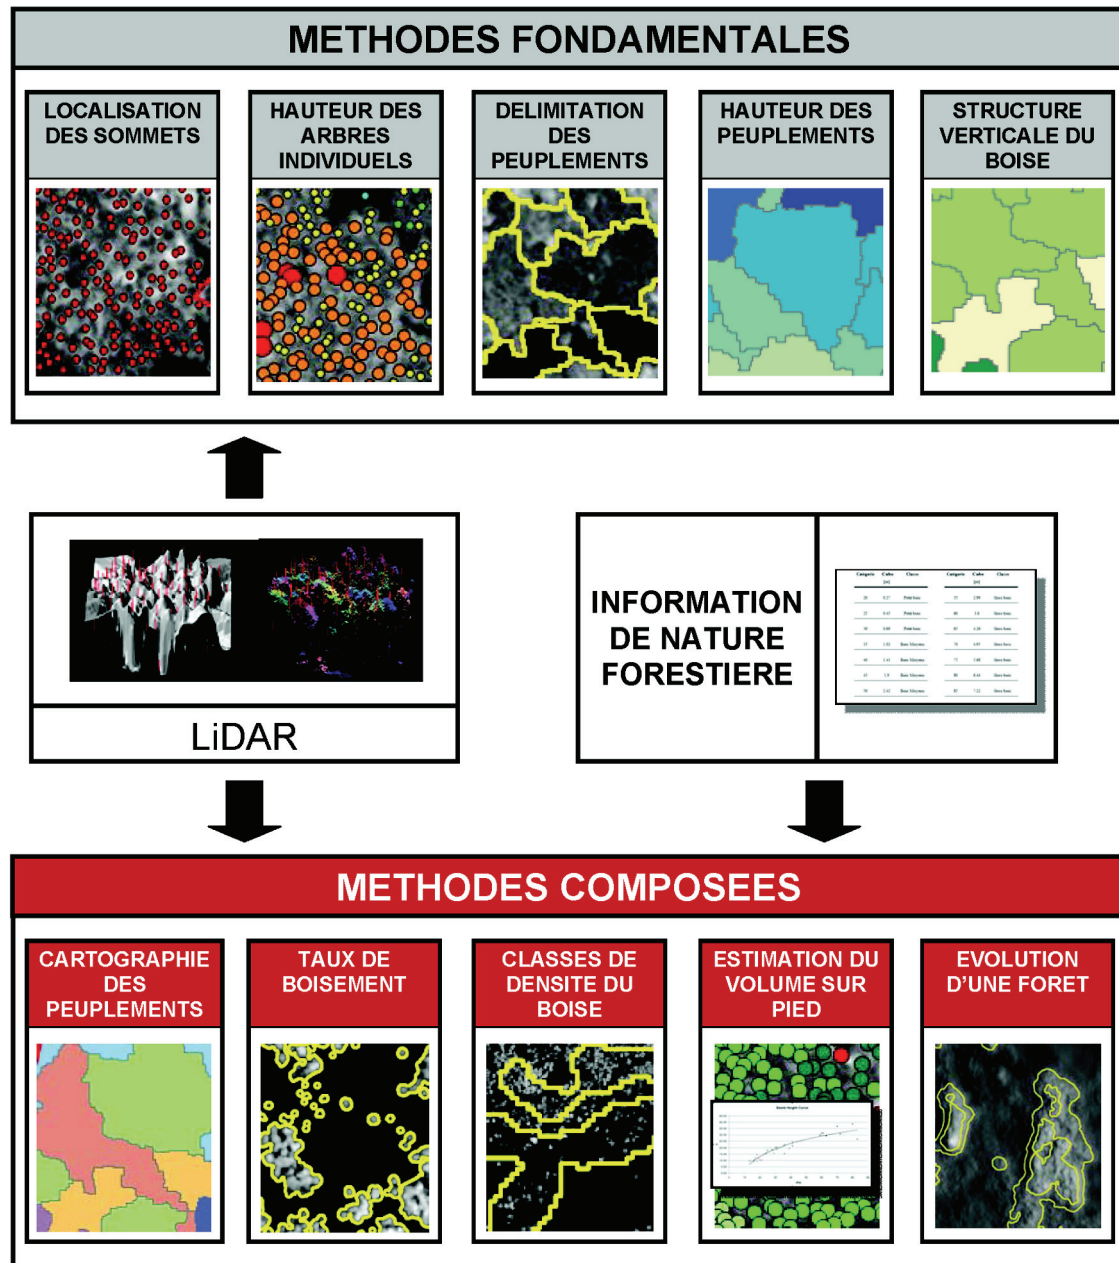 METHODES FONDAMENTALES
LOCALISATION
DES SOMMETS
HAUTEUR DES
ARBRES
INDIVIDUELS
DELIMITATION
DES
PEUPLEMENTS
HAUTEUR DES
PEUPLEMENTS
STRUCTURE
VERTICALE DU
BOISE
LiDAR
INFORMATION
DE NATURE
FORESTIERE
METHODES COMPOSEES
CARTOGRAPHIE
DES
PEUPLEMENTS
TAUX DE
BOISEMENT
CLASSES DE
DENSITE DU
BOISE
ESTIMATION DU
VOLUME SUR
PIED
EVOLUTION
D'UNE FORET